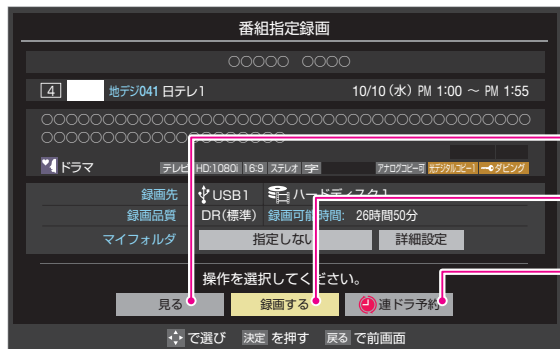 番組指定録画
○○○○○ ○○○○
4 地デジ041 日テレ1 10/10(水) PM 1:00 ～ PM 1:55
○○○○○○○○○○○○○○○○○○○○○○○○○○○○○○○○○○○○○○○○
○○○○○○○○○○○○○○○○○○○○
ドラマ テレビ HD:1080i 16:9 ステレオ 字 アナログコピー可 デジタルコピー1 ダビング
録画先 USB1 ハードディスク1
録画品質 DR(標準) 録画可能時間: 26時間50分
マイフォルダ 指定しない 詳細設定
操作を選択してください。
見る 録画する 連ドラ予約
で選び 決定 を押す 戻る で前画面